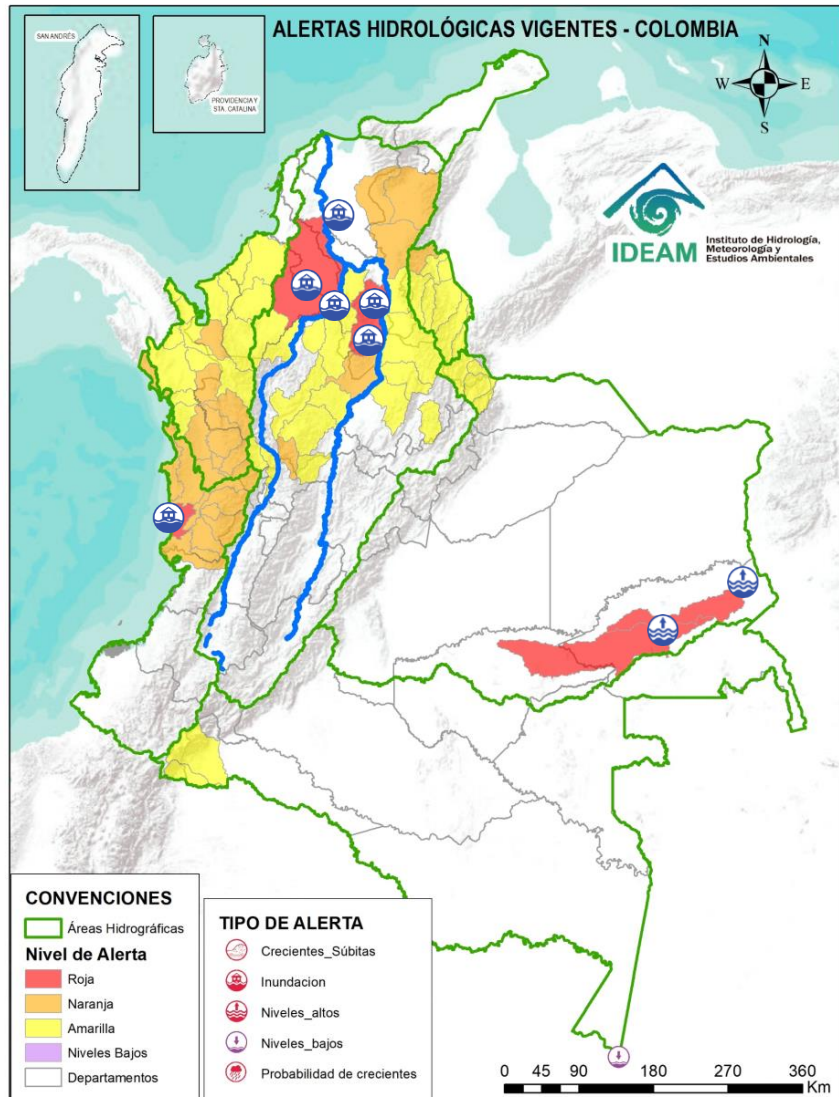 ALERTAS HIDROLÓGICAS VIGENTES - COLOMBIA
SAN ANDRÉS
PROVIDENCIA Y
STA. CATALINA
N
W
E
S
IDEAM
Instituto de Hidrología,
Meteorología y
Estudios Ambientales
CONVENCIONES
Áreas Hidrográficas
Nivel de Alerta
Roja
Naranja
Amarilla
Niveles Bajos
Departamentos
TIPO DE ALERTA
Crecientes_Súbitas
Inundacion
Niveles_altos
Niveles_bajos
Probabilidad de crecientes
0 45 90 180 270 360
Km